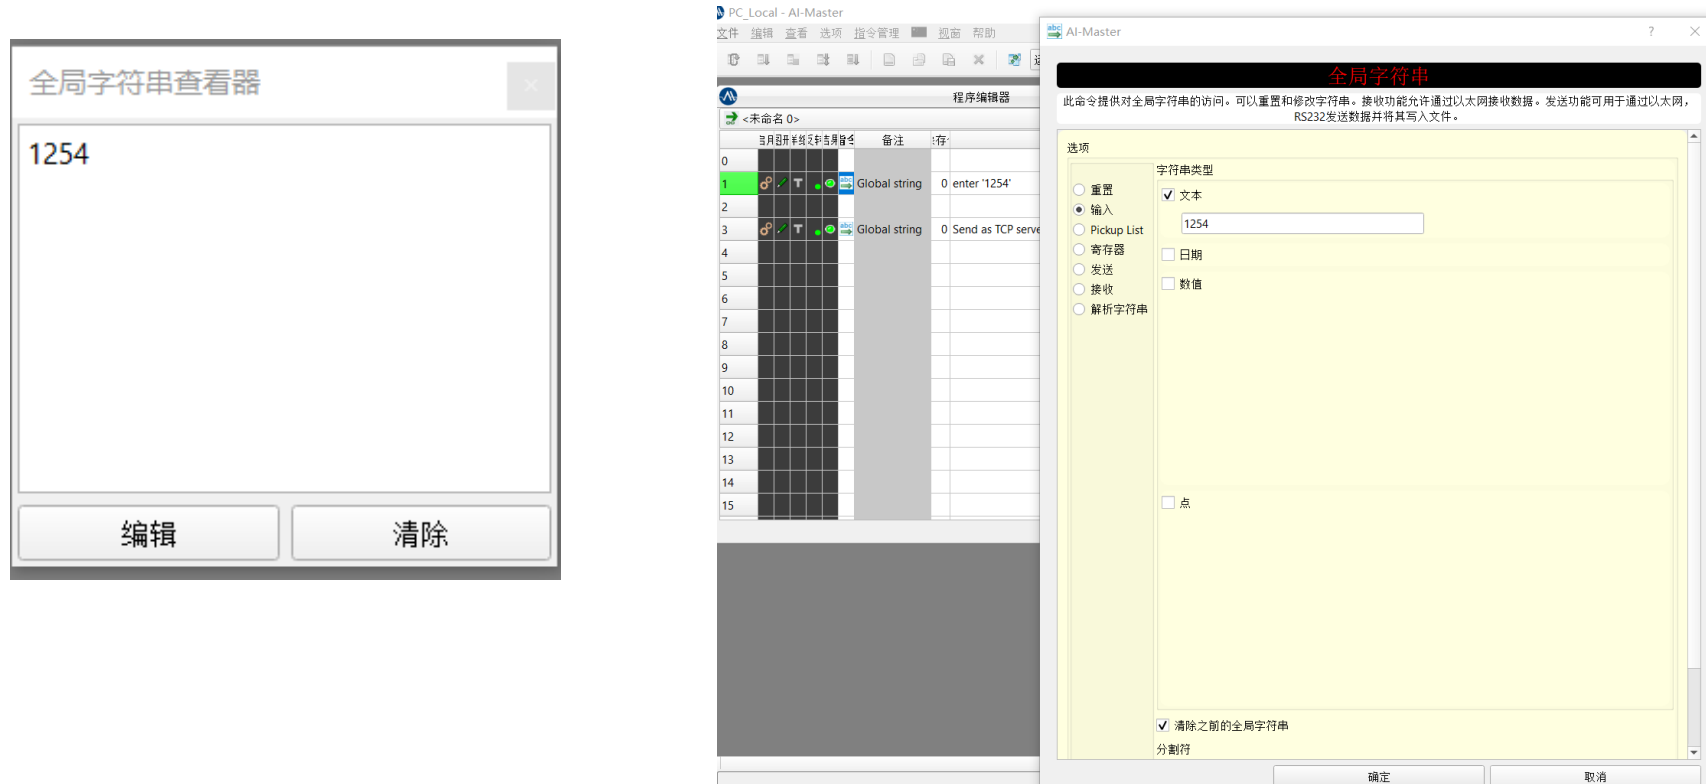 全局字符串查看器
1254
编辑
清除
PC_Local - AI-Master
文件 编辑 查看 选项 指令管理 视窗 帮助
程序编辑器
<未命名 0>
备注
0
1 Global string 0 enter '1254'
2
3 Global string 0 Send as TCP serve
4
5
6
7
8
9
10
11
12
13
14
15
AI-Master
全局字符串
此命令提供对全局字符串的访问。可以重置和修改字符串。接收功能允许通过以太网接收数据。发送功能可用于通过以太网,
RS232发送数据并将其写入文件。
选项
重置
输入
Pickup List
寄存器
发送
接收
解析字符串
字符串类型
文本
1254
日期
数值
点
清除之前的全局字符串
分割符
确定
取消